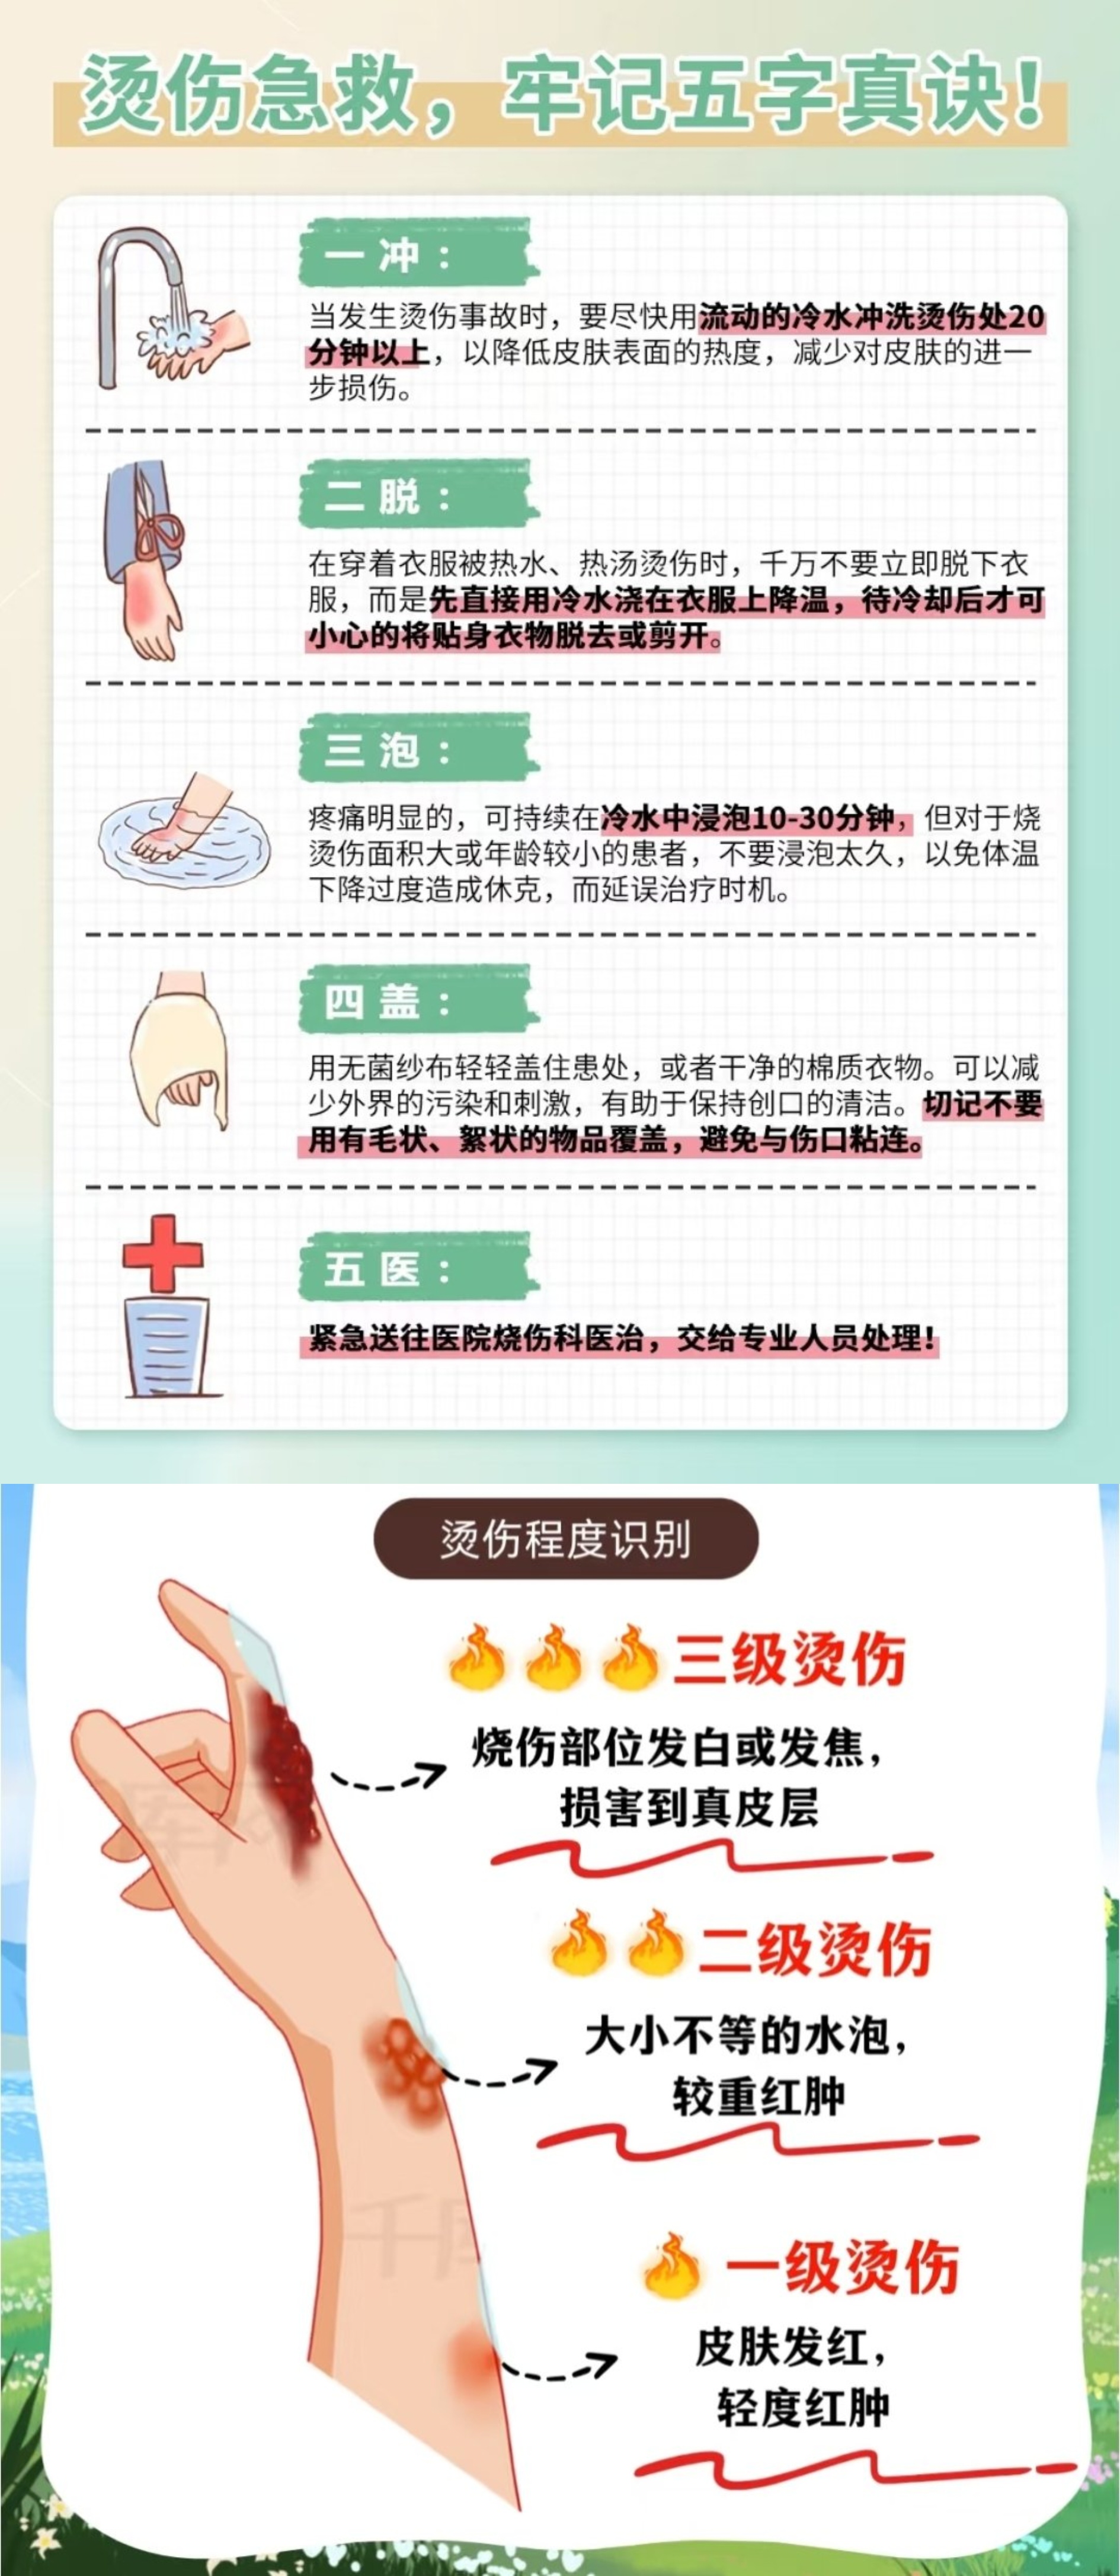 烫伤急救，牢记五字真诀！
一冲：
当发生烫伤事故时，要尽快用流动的冷水冲洗烫伤处20
分钟以上，以降低皮肤表面的热度，减少对皮肤的进一
步损伤。
二脱：
在穿着衣服被热水、热汤烫伤时，千万不要立即脱下衣
服，而是先直接用冷水浇在衣服上降温，待冷却后才可
小心的将贴身衣物脱去或剪开。
三泡：
疼痛明显的，可持续在冷水中浸泡10-30分钟，但对于烧
烫伤面积大或年龄较小的患者，不要浸泡太久，以免体温
下降过度造成休克，而延误治疗时机。
四盖：
用无菌纱布轻轻盖住患处，或者干净的棉质衣物。可以减
少外界的污染和刺激，有助于保持创口的清洁。切记不要
用有毛状、絮状的物品覆盖，避免与伤口粘连。
五医：
紧急送往医院烧伤科医治，交给专业人员处理！
烫伤程度识别
三级烫伤
烧伤部位发白或发焦，
损害到真皮层
二级烫伤
大小不等的水泡，
较重红肿
一级烫伤
皮肤发红，
轻度红肿